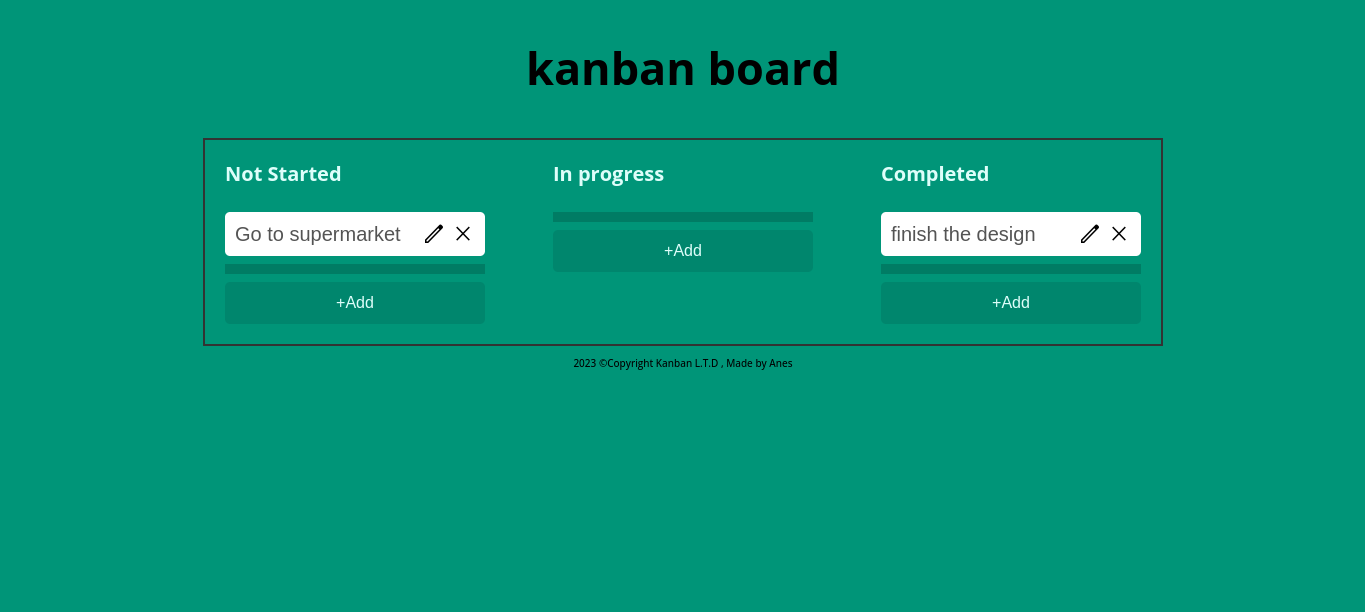 kanban board
Not Started
Go to supermarket
+Add
In progress
+Add
Completed
finish the design
+Add
2023 ©Copyright Kanban L.T.D , Made by Anes